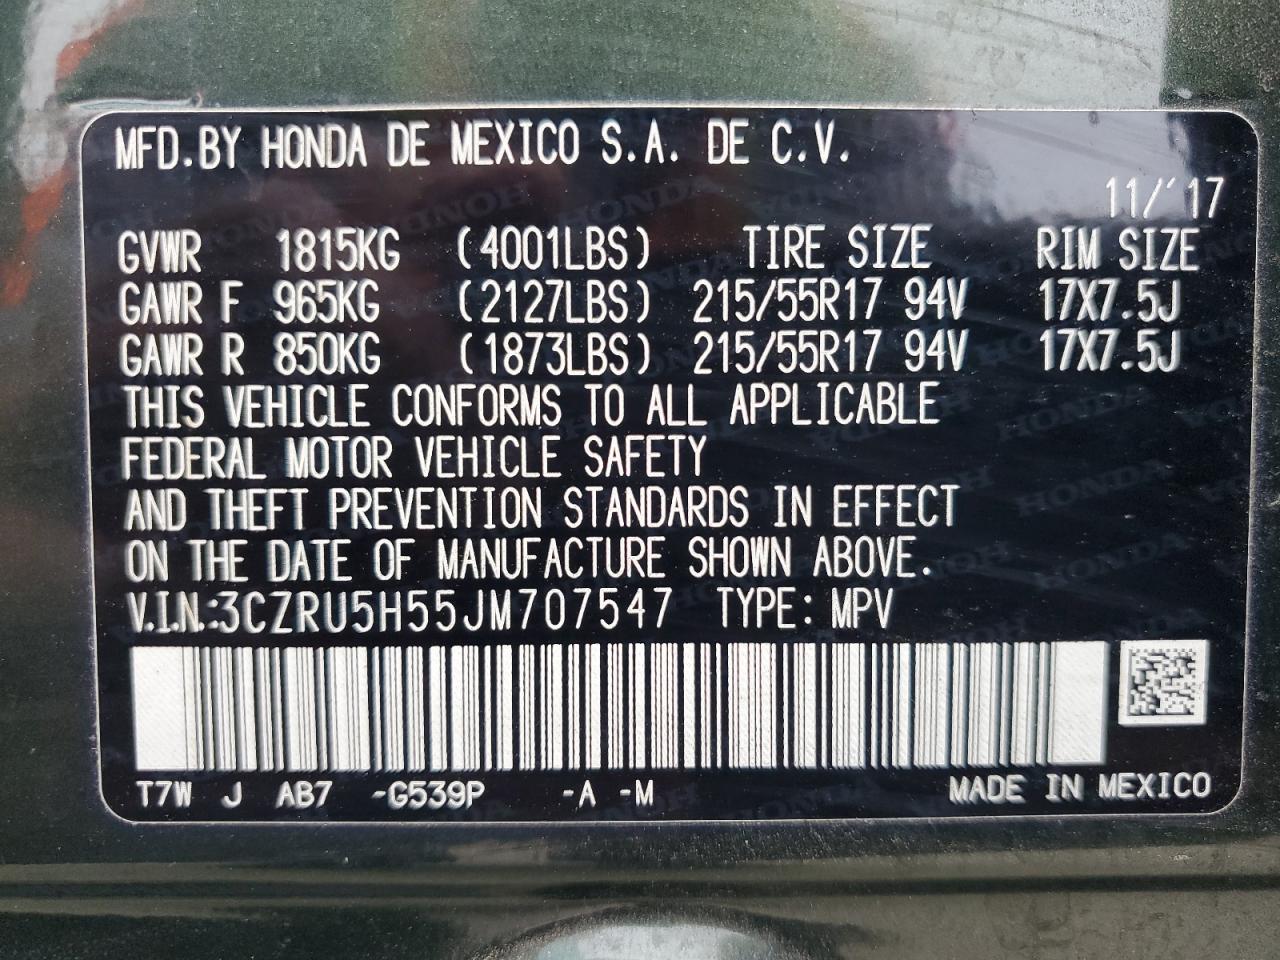 MFD.BY HONDA DE MEXICO S.A. DE C.V.
11/'17
GVWR 1815KG (4001LBS) TIRE SIZE RIM SIZE
GAWR F 965KG (2127LBS) 215/55R17 94V 17X7.5J
GAWR R 850KG (1873LBS) 215/55R17 94V 17X7.5J
THIS VEHICLE CONFORMS TO ALL APPLICABLE
FEDERAL MOTOR VEHICLE SAFETY
AND THEFT PREVENTION STANDARDS IN EFFECT
ON THE DATE OF MANUFACTURE SHOWN ABOVE.
V.I.N.:3CZRU5H55JM707547 TYPE: MPV
T7W J AB7 -G539P -A -M MADE IN MEXICO